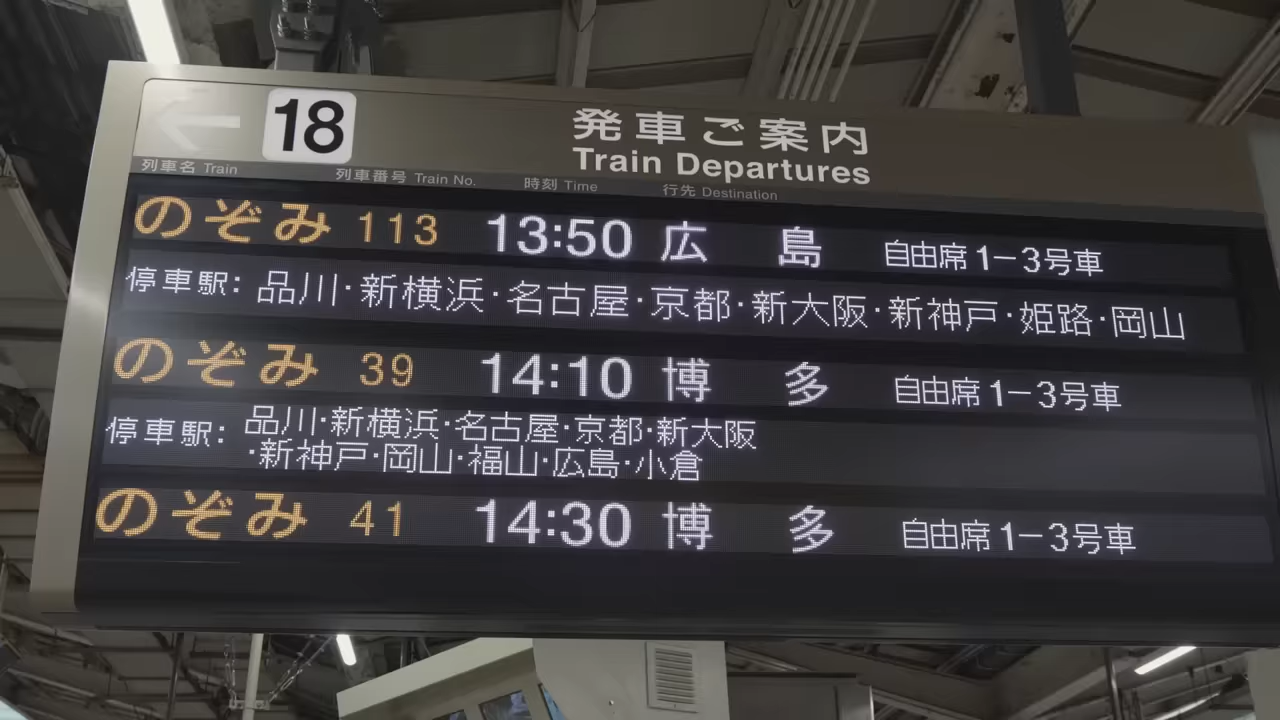 18 発車ご案内
Train Departures
列車名 Train 列車番号 Train No. 時刻 Time 行先 Destination
のぞみ 113 13:50 広島 自由席 1-3号車
停車駅: 品川・新横浜・名古屋・京都・新大阪・新神戸・姫路・岡山
のぞみ 39 14:10 博多 自由席 1-3号車
停車駅: 品川・新横浜・名古屋・京都・新大阪
・新神戸・岡山・福山・広島・小倉
のぞみ 41 14:30 博多 自由席 1-3号車